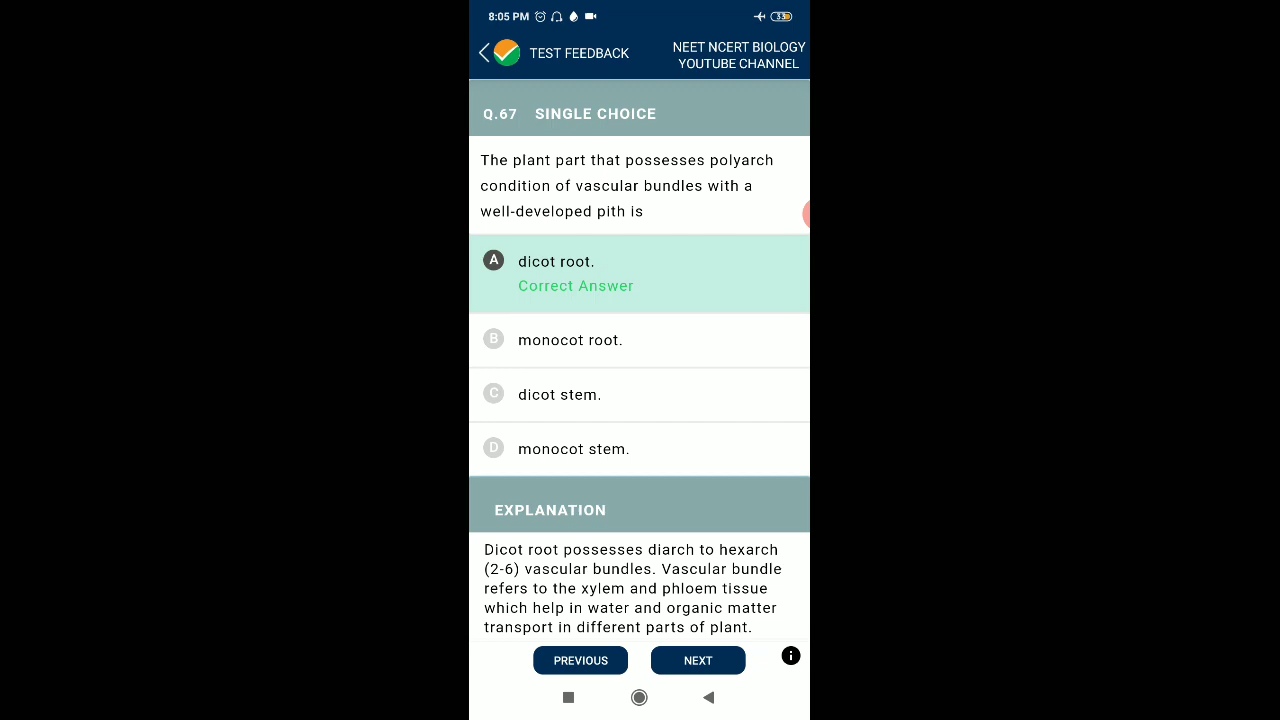 8:05 PM
33
TEST FEEDBACK
NEET NCERT BIOLOGY
YOUTUBE CHANNEL
Q.67 SINGLE CHOICE
The plant part that possesses polyarch
condition of vascular bundles with a
well-developed pith is
A dicot root.
Correct Answer
B monocot root.
C dicot stem.
D monocot stem.
EXPLANATION
Dicot root possesses diarch to hexarch
(2-6) vascular bundles. Vascular bundle
refers to the xylem and phloem tissue
which help in water and organic matter
transport in different parts of plant.
PREVIOUS
NEXT
i